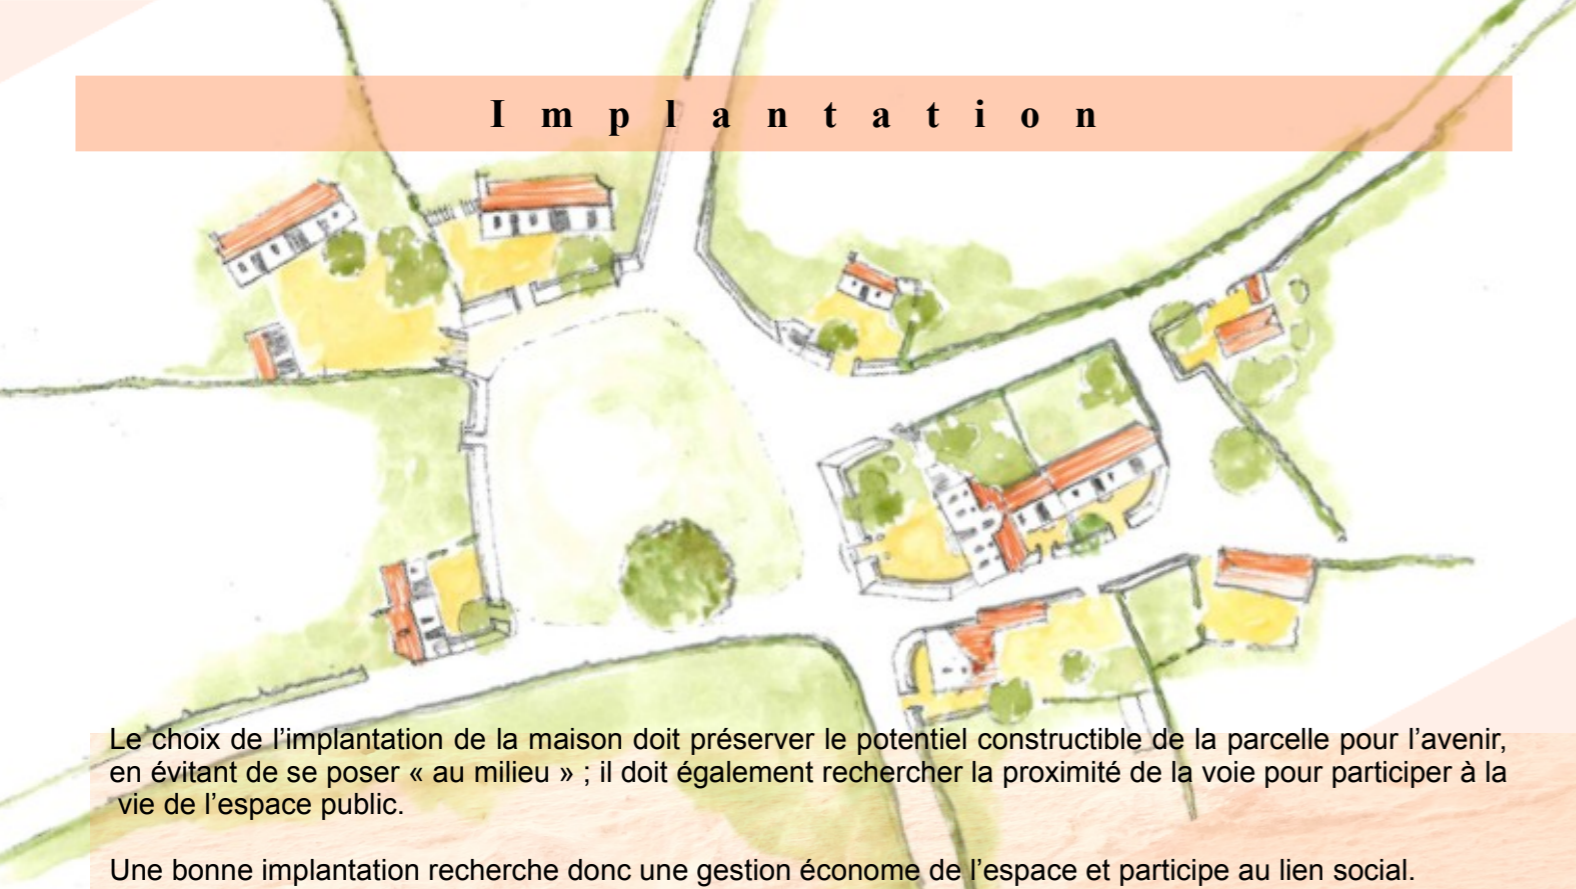 Implantation
Le choix de l’implantation de la maison doit préserver le potentiel constructible de la parcelle pour l’avenir,
en évitant de se poser « au milieu » ; il doit également rechercher la proximité de la voie pour participer à la
vie de l’espace public.
Une bonne implantation recherche donc une gestion économe de l’espace et participe au lien social.